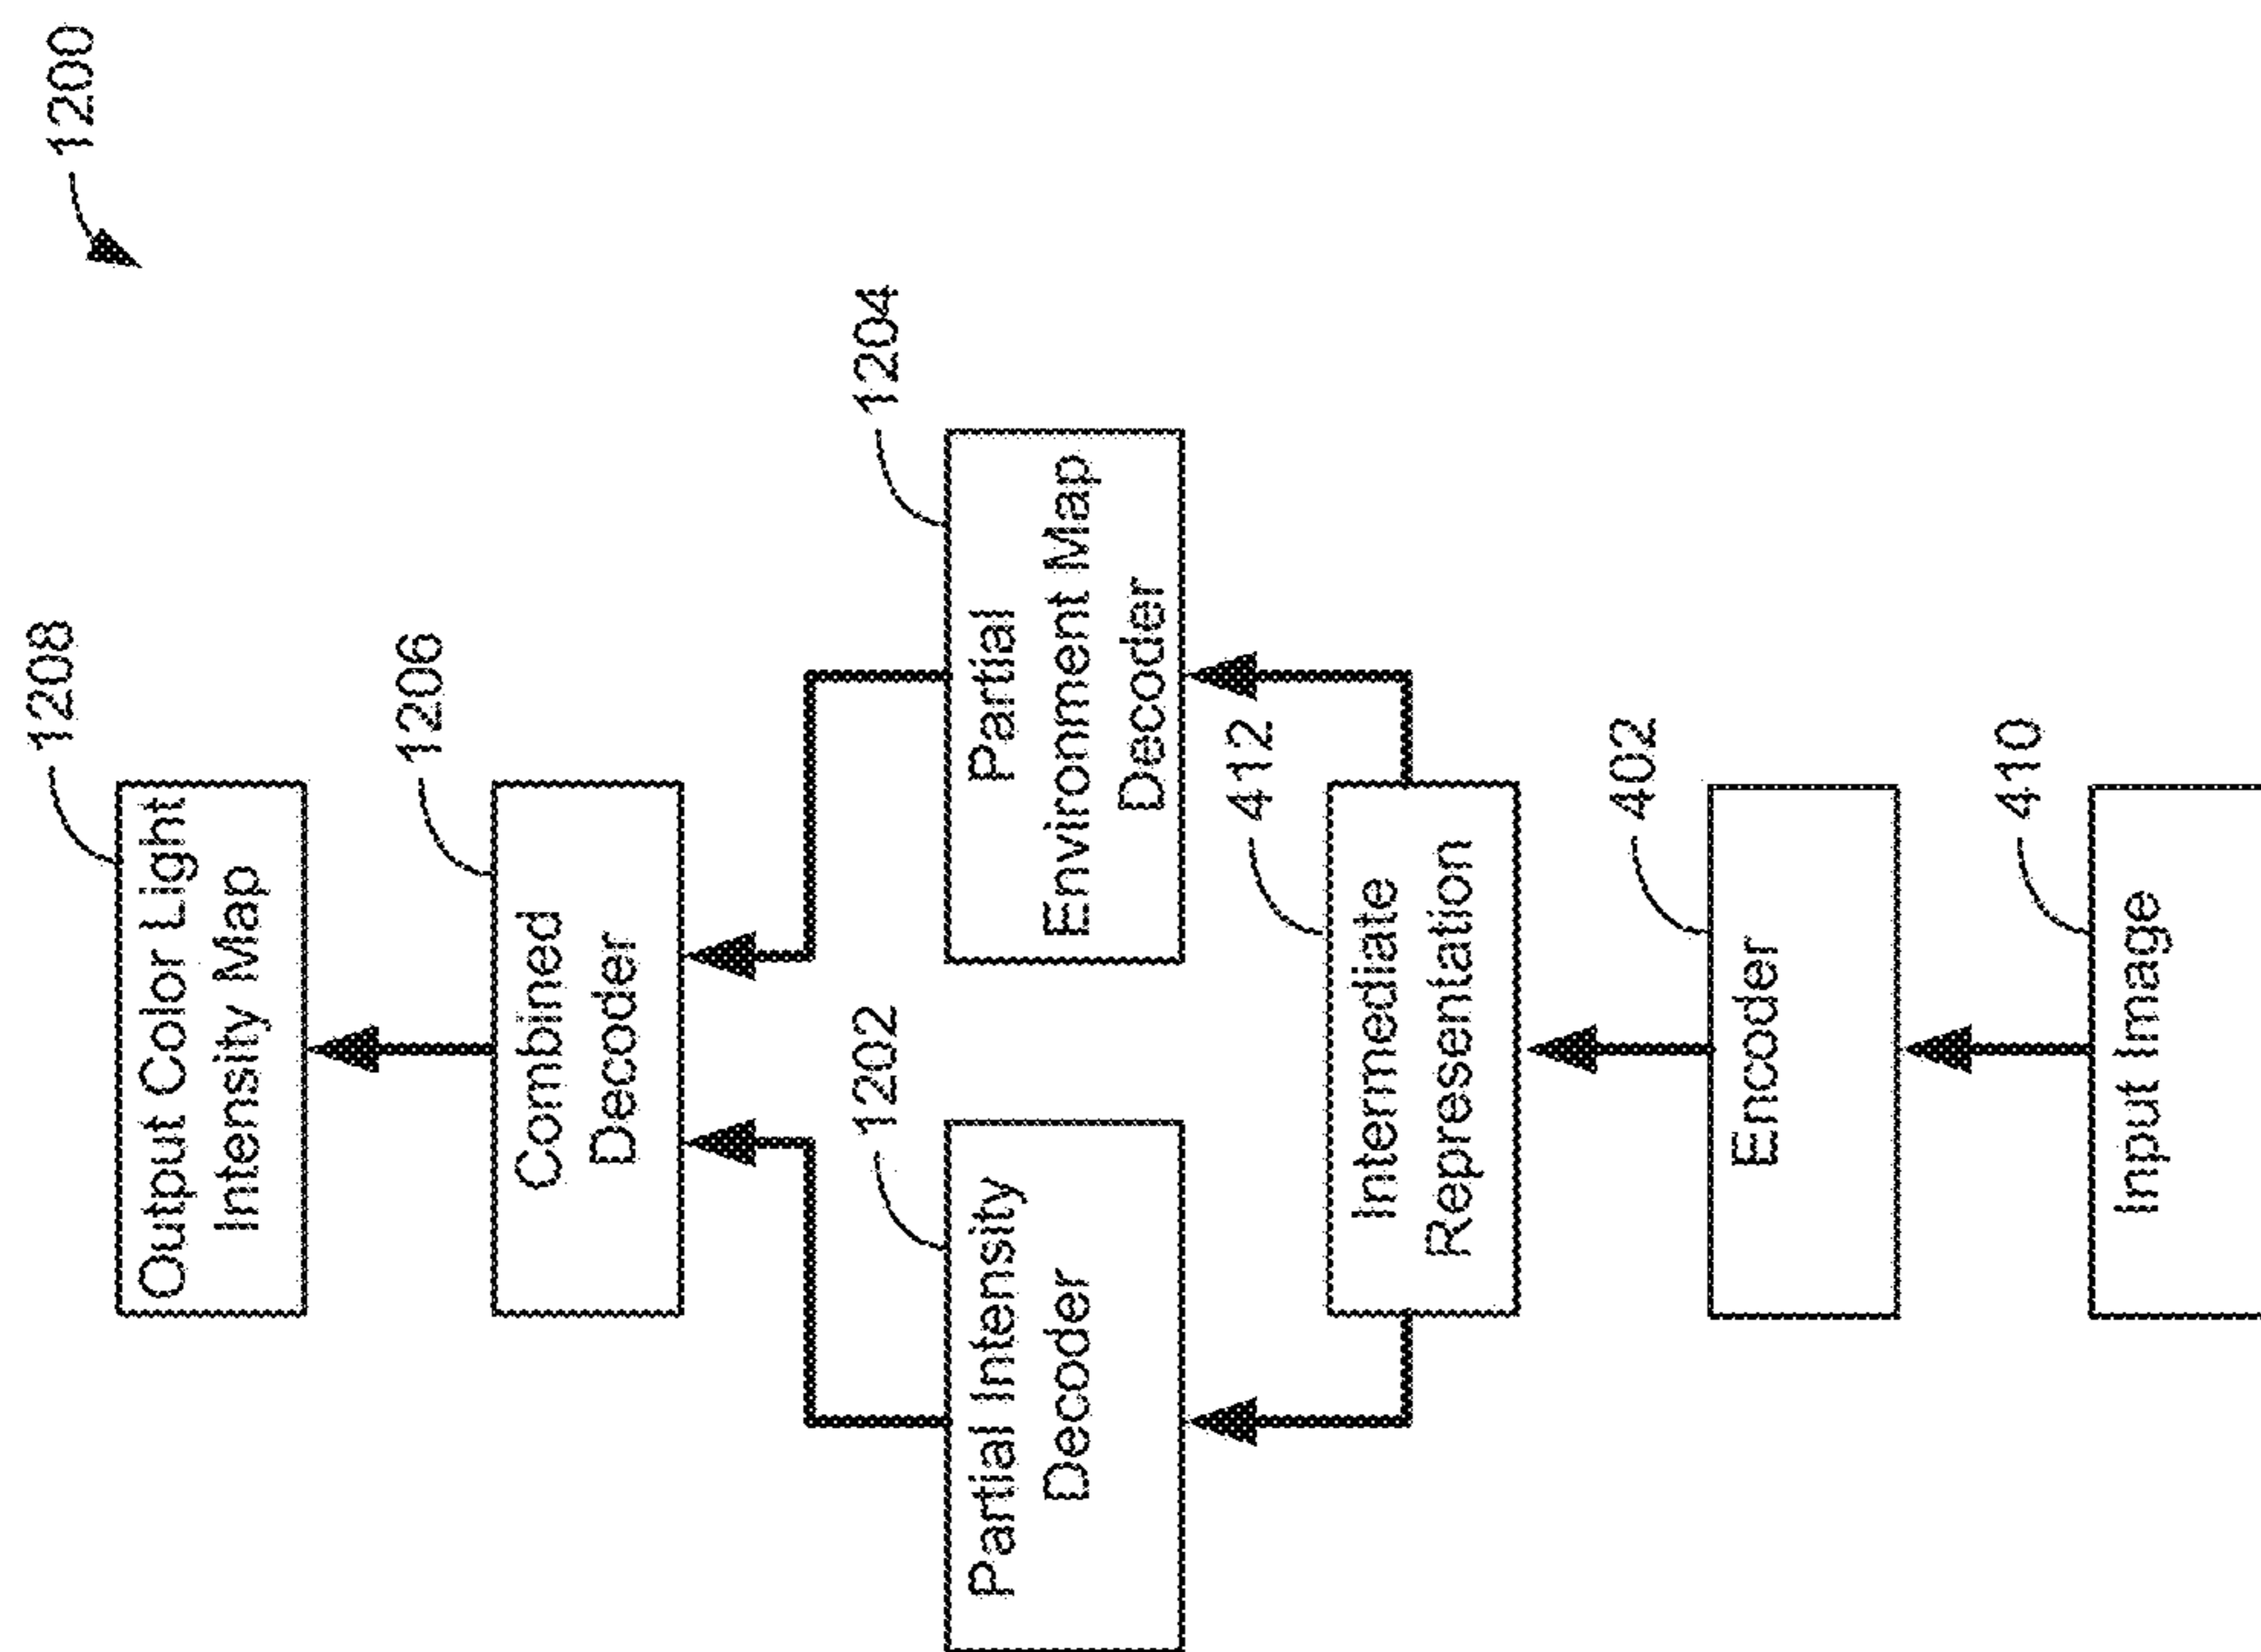 1200
1208
Output Color Light
Intensity Map
1206
Combined
Decoder
1202
Partial Intensity
Decoder
1204
Partial
Environment Map
Decoder
412
Intermediate
Representation
402
Encoder
410
Input Image